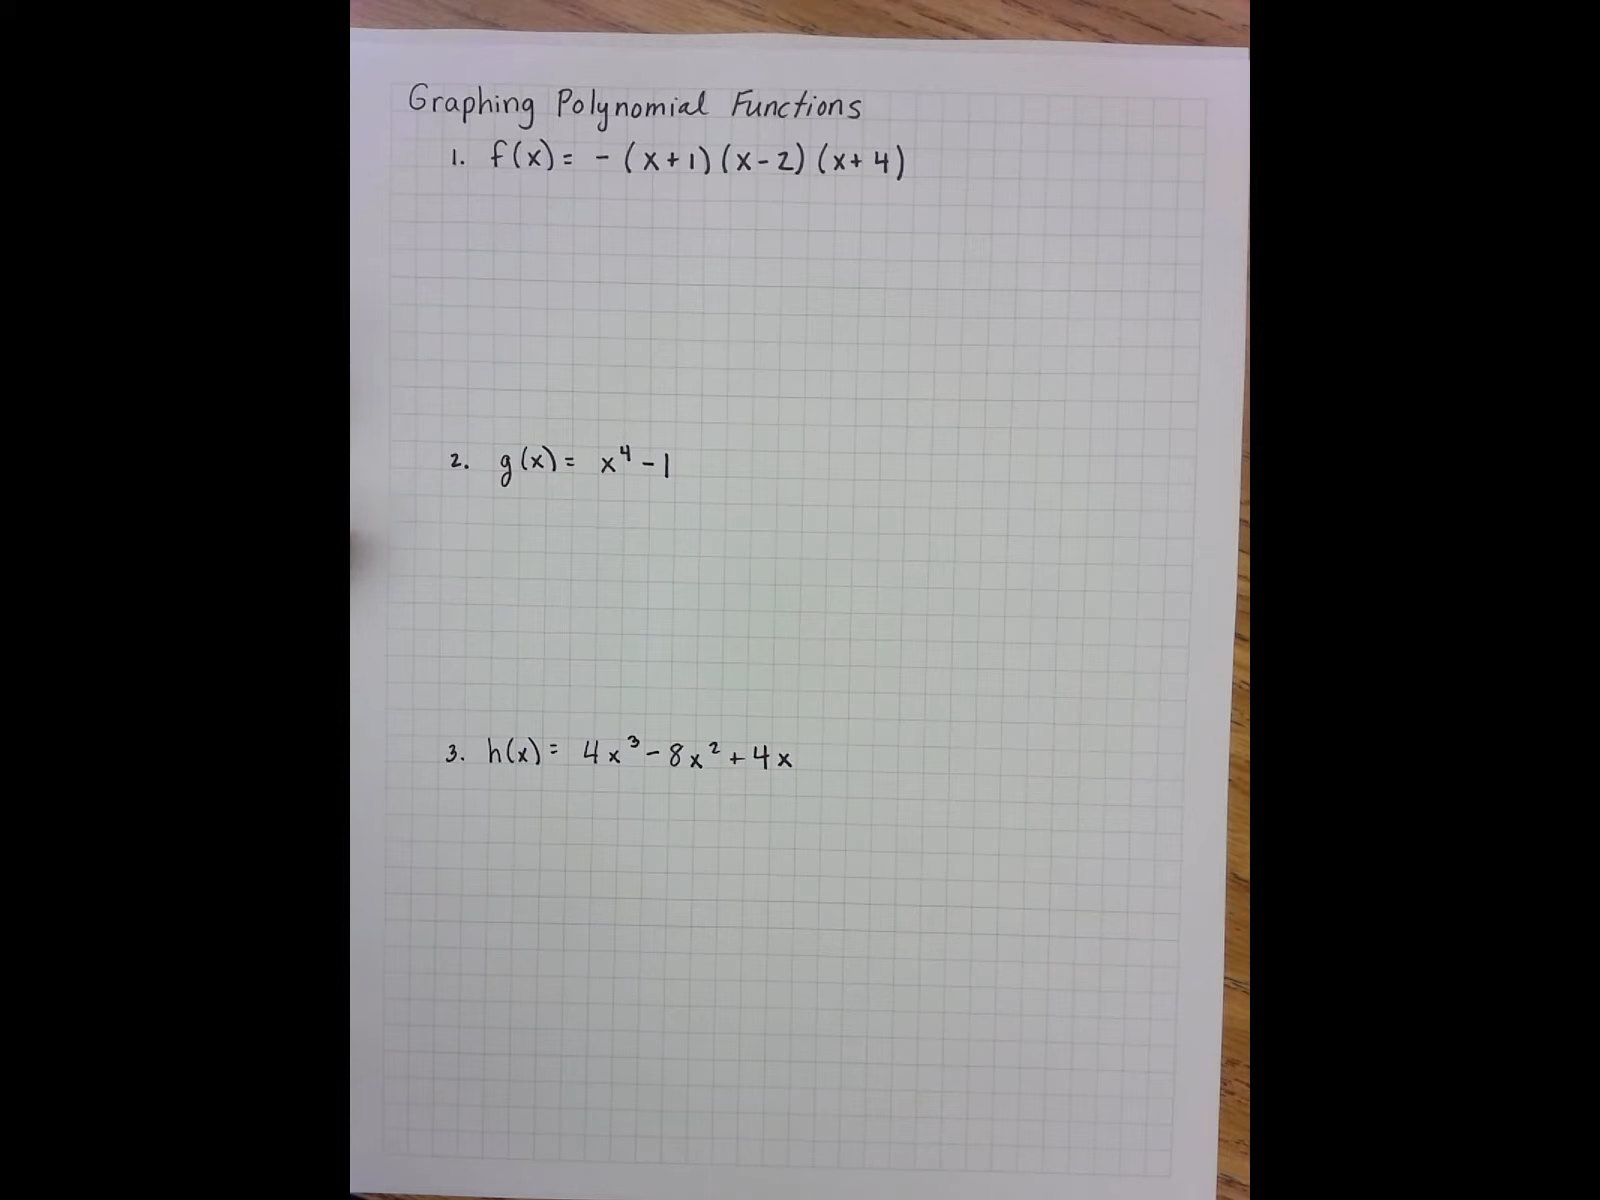 Graphing Polynomial Functions
1. f(x) = - (x+1)(x-2)(x+4)
2. g(x) = x⁴ - 1
3. h(x) = 4x³ - 8x² + 4x